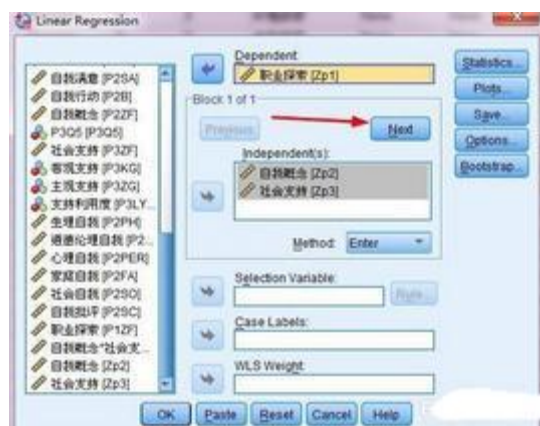 Linear Regression
自我满意 [P2SA]
自我行动 [P2B]
自我概念 [P2ZF]
P3Q5 [P3Q5]
社会支持 [P3ZF]
客观支持 [P3KG]
主观支持 [P3ZG]
支持利用度 [P3LY...
生理自我 [P2PH]
道德伦理自我 [P2...
心理自我 [P2PER]
家庭自我 [P2FA]
社会自我 [P2SO]
自我批评 [P2SC]
职业探索 [P1ZF]
自我概念*社会支...
自我概念 [Zp2]
社会支持 [Zp3]
Dependent:
职业探索 [Zp1]
Block 1 of 1
Previous
Next
Independent(s):
自我概念 [Zp2]
社会支持 [Zp3]
Method: Enter
Selection Variable:
Rule...
Case Labels:
WLS Weight:
Statistics...
Plots...
Save...
Options...
Bootstrap...
OK Paste Reset Cancel Help